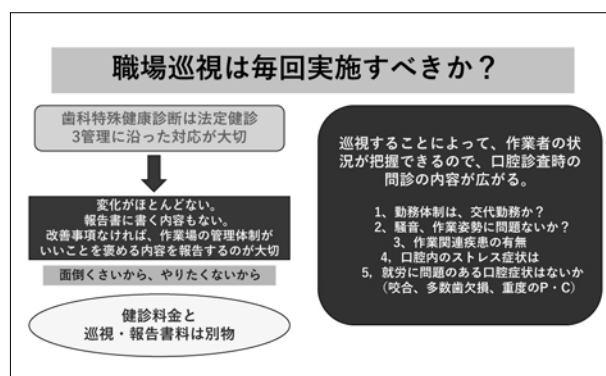 職場巡視は毎回実施すべきか？
歯科特殊健康診断は法定健診
3管理に沿った対応が大切
変化がほとんどない。
報告書に書く内容もない。
改善事項なければ、作業場の管理体制が
いいことを褒める内容を報告するのが大切
面倒くさいから、やりたくないから
健診料金と
巡視・報告書料は別物
巡視することによって、作業者の状
況が把握できるので、口腔診査時の
問診の内容が広がる。
1、勤務体制は、交代勤務か？
2、騒音、作業姿勢に問題ないか？
3、作業関連疾患の有無
4、口腔内のストレス症状は
5、就労に問題のある口腔症状はないか
（咬合、多数歯欠損、重度のP・C）